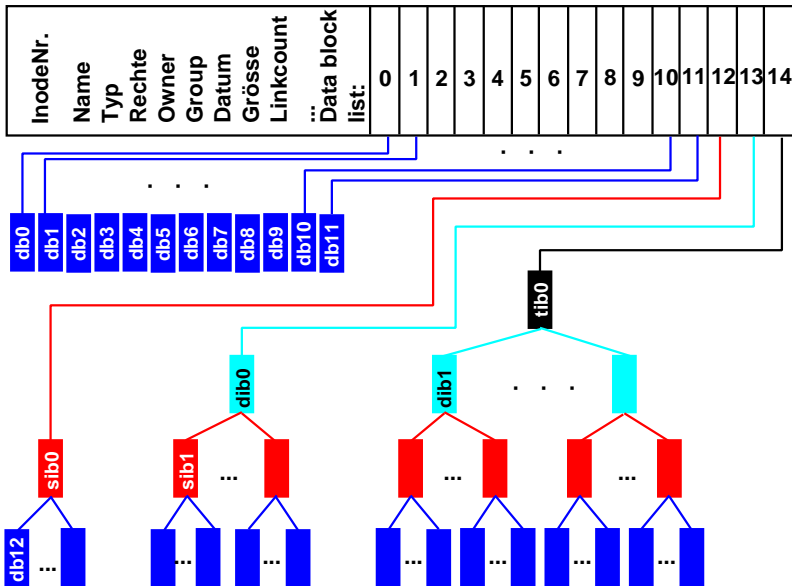 InodeNr.
Name
Typ
Rechte
Owner
Group
Datum
Grösse
Linkcount
...
Data block
list:
0
1
2
3
4
5
6
7
8
9
10
11
12
13
14
. . .
. . .
db0
db1
db2
db3
db4
db5
db6
db7
db8
db9
db10
db11
tib0
dib0
dib1
. . .
sib0
sib1
...
...
...
db12
...
...
...
...
...
...
...